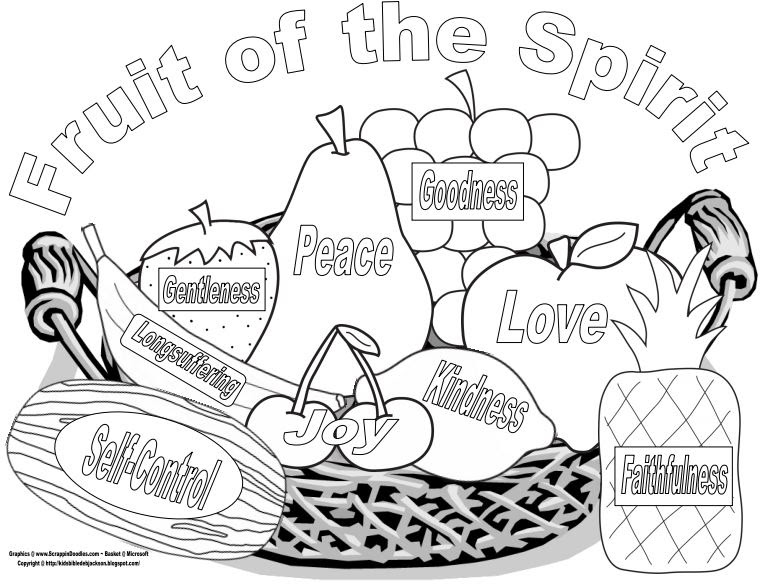 Fruit of the Spirit
Goodness
Peace
Gentleness
Love
Longsuffering
Kindness
Joy
Self-Control
Faithfulness
Graphics @ www.ScrappinDoodles.com ~ Basket @ Microsoft
Copyright @ http://kidsbibledebjackson.blogspot.com/